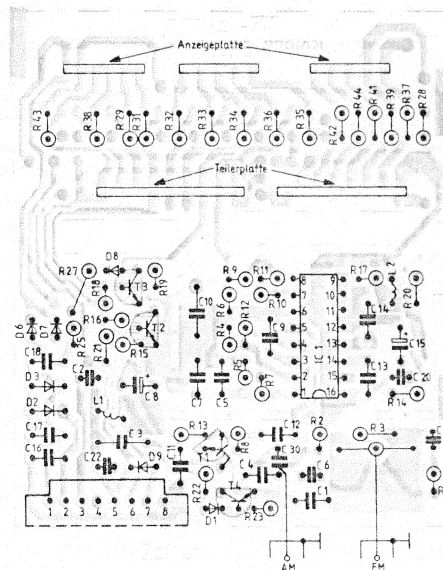 Anzeigeplatte
R43
R38
R29
R31
R32
R33
R34
R36
R35
R42
R44
R41
R39
R37
R28
Teilerplatte
R27
D8
T3
R18
R19
R16
T2
R15
R21
R25
D6
D7
C18
D3
C2
D2
C8
L1
C17
C3
C16
C22
D9
C10
R9
R11
R10
R6
R4
R12
C9
R5
R7
C7
C5
8
7
6
5
4
3
2
1
9
10
11
12
13
14
15
16
IC1
R17
L2
R20
C14
C15
C13
C20
R14
R13
T1
R8
C12
C30
R2
R3
C4
C6
C1
R22
T4
D1
R23
1 2 3 4 5 6 7 8
AM
FM